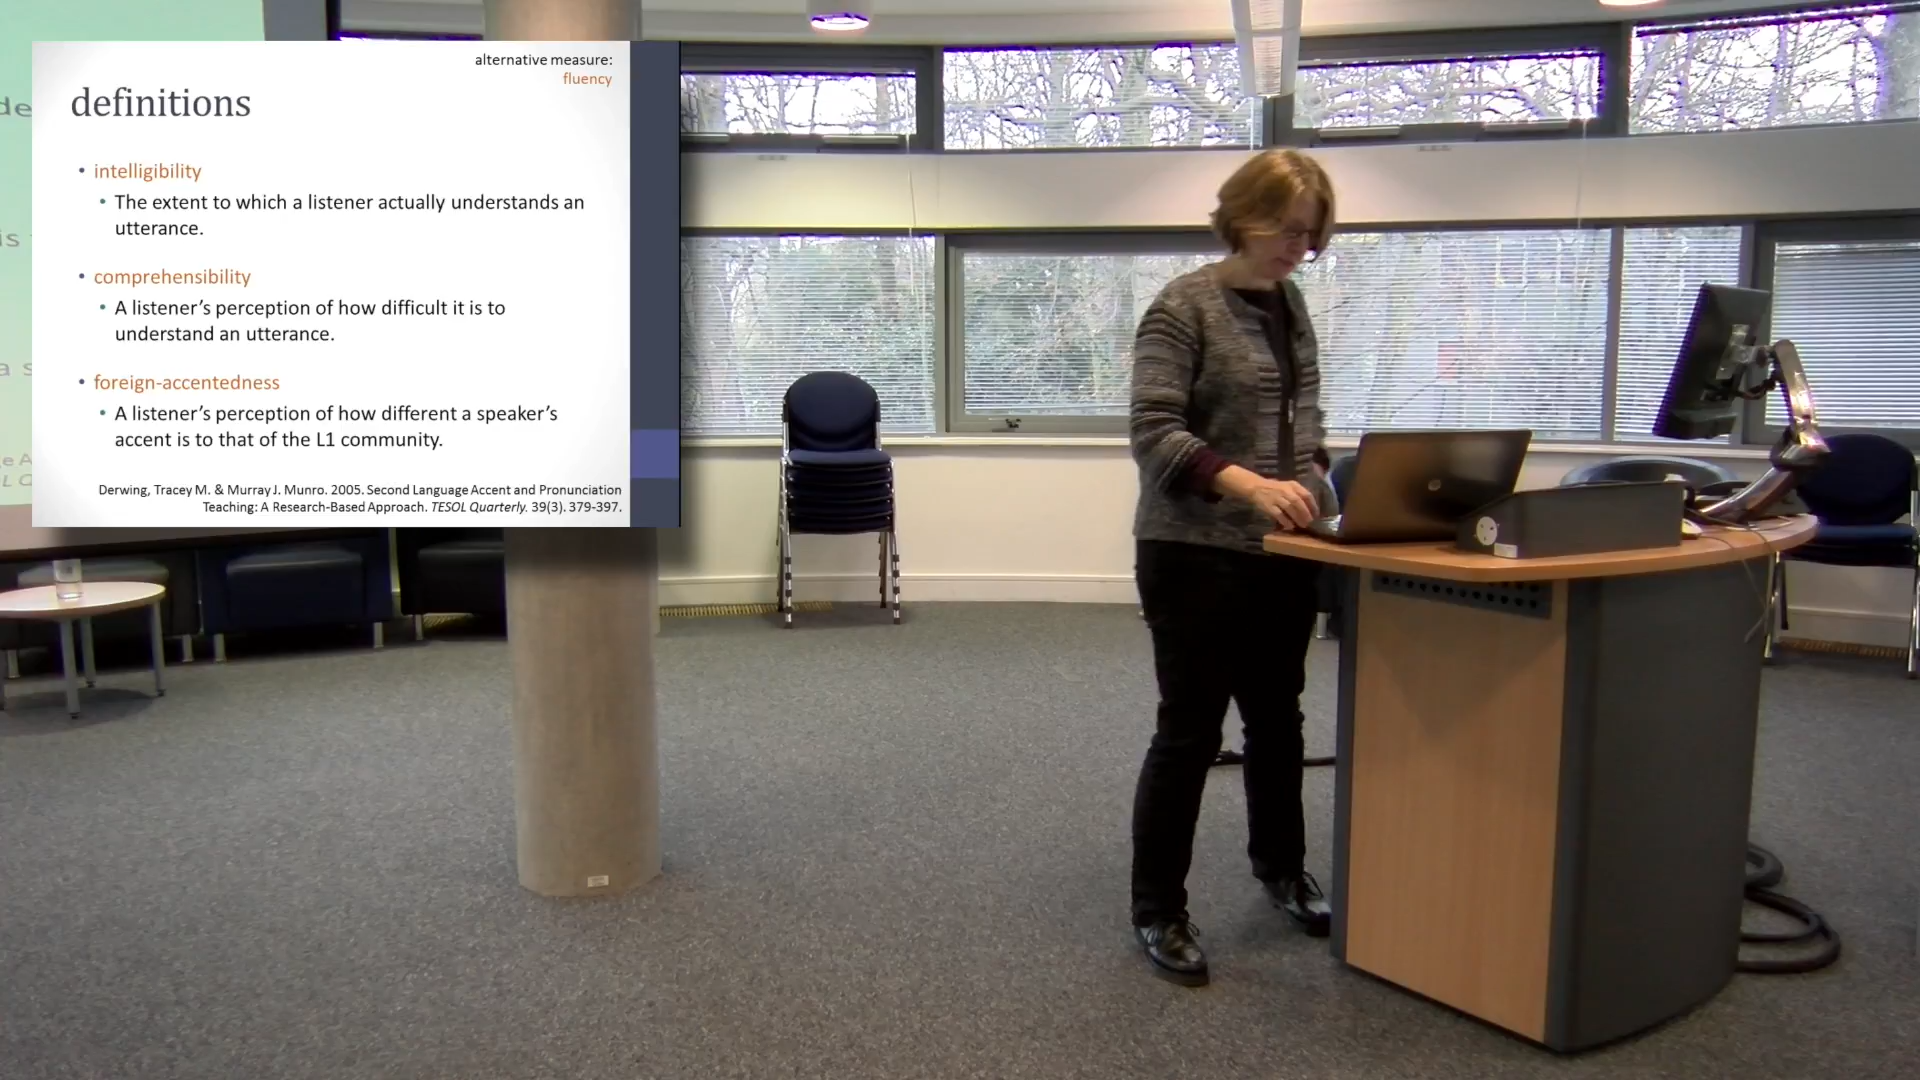 alternative measure:
fluency
definitions
• intelligibility
• The extent to which a listener actually understands an
utterance.
• comprehensibility
• A listener's perception of how difficult it is to
understand an utterance.
• foreign-accentedness
• A listener's perception of how different a speaker's
accent is to that of the L1 community.
Derwing, Tracey M. & Murray J. Munro. 2005. Second Language Accent and Pronunciation
Teaching: A Research-Based Approach. TESOL Quarterly. 39(3). 379-397.